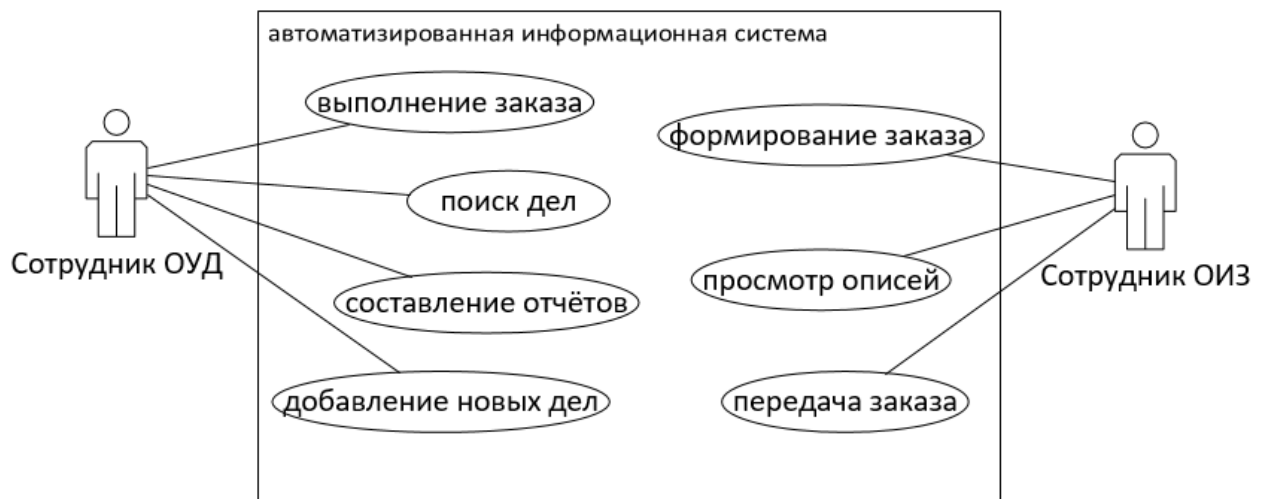 автоматизированная информационная система
выполнение заказа
формирование заказа
поиск дел
Сотрудник ОУД
Сотрудник ОИЗ
просмотр описей
составление отчётов
добавление новых дел
передача заказа